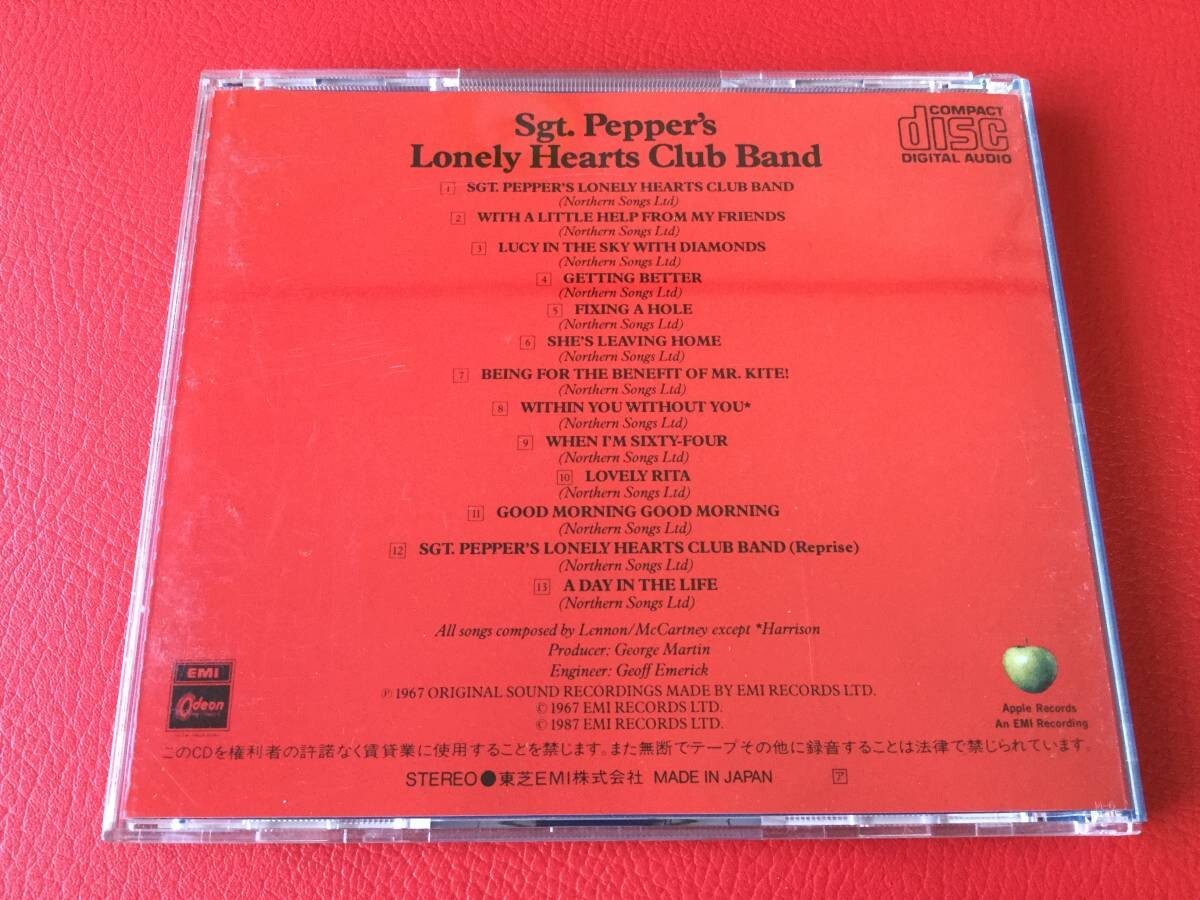 Sgt. Pepper's
Lonely Hearts Club Band
COMPACT
disc
DIGITAL AUDIO
1 SGT. PEPPER'S LONELY HEARTS CLUB BAND
(Northern Songs Ltd)
2 WITH A LITTLE HELP FROM MY FRIENDS
(Northern Songs Ltd)
3 LUCY IN THE SKY WITH DIAMONDS
(Northern Songs Ltd)
4 GETTING BETTER
(Northern Songs Ltd)
5 FIXING A HOLE
(Northern Songs Ltd)
6 SHE'S LEAVING HOME
(Northern Songs Ltd)
7 BEING FOR THE BENEFIT OF MR. KITE!
(Northern Songs Ltd)
8 WITHIN YOU WITHOUT YOU*
(Northern Songs Ltd)
9 WHEN I'M SIXTY-FOUR
(Northern Songs Ltd)
10 LOVELY RITA
(Northern Songs Ltd)
11 GOOD MORNING GOOD MORNING
(Northern Songs Ltd)
12 SGT. PEPPER'S LONELY HEARTS CLUB BAND (Reprise)
(Northern Songs Ltd)
13 A DAY IN THE LIFE
(Northern Songs Ltd)
All songs composed by Lennon/McCartney except *Harrison
Producer: George Martin
Engineer: Geoff Emerick
℗ 1967 ORIGINAL SOUND RECORDINGS MADE BY EMI RECORDS LTD.
© 1967 EMI RECORDS LTD.
© 1987 EMI RECORDS LTD.
EMI
Odeon
Apple Records
An EMI Recording
このCDを権利者の許諾なく賃貸業に使用することを禁じます。また無断でテープその他に録音することは法律で禁じられています。
STEREO●東芝EMI株式会社 MADE IN JAPAN ア